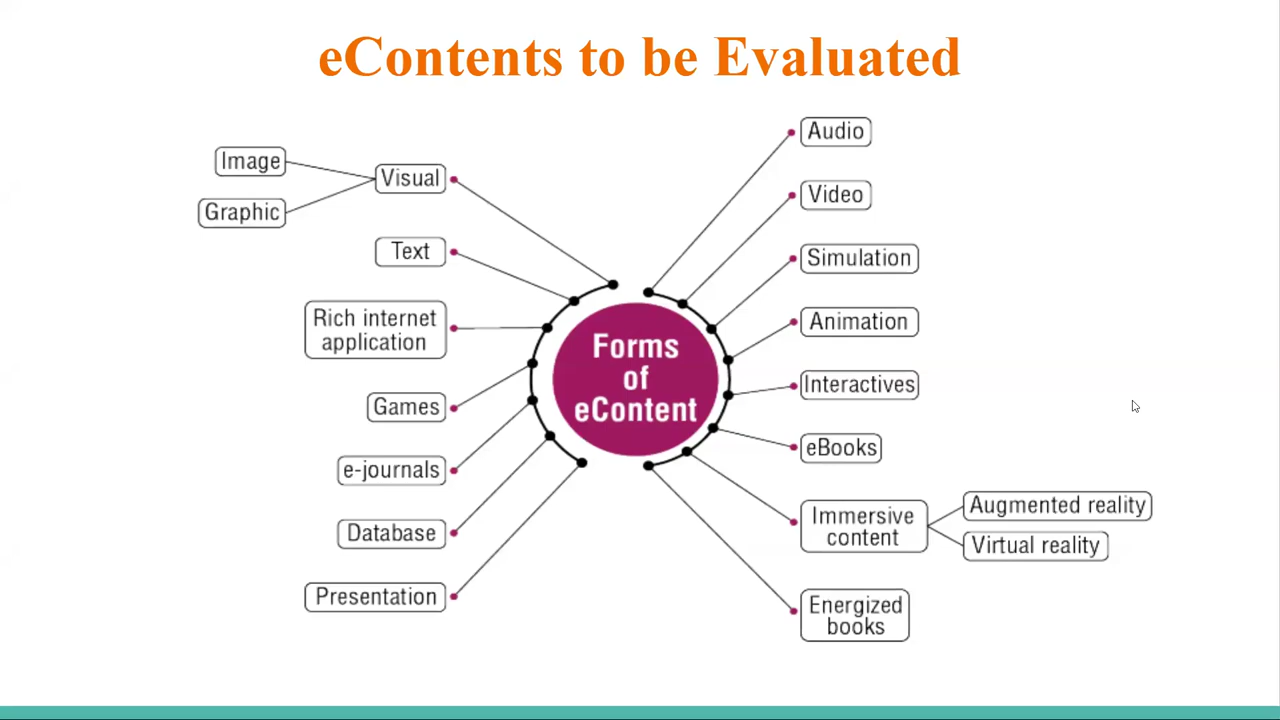 eContents to be Evaluated
Image
Graphic
Visual
Text
Rich internet
application
Games
e-journals
Database
Presentation
Forms
of
eContent
Audio
Video
Simulation
Animation
Interactives
eBooks
Immersive
content
Augmented reality
Virtual reality
Energized
books